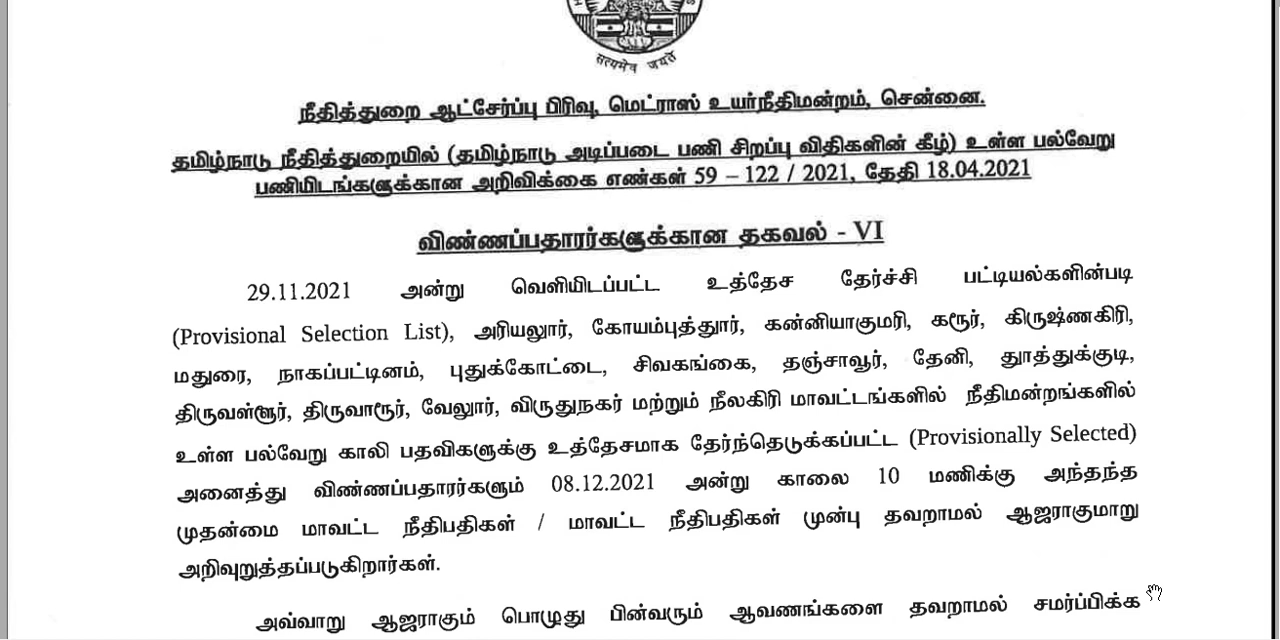 सत्यमेव जयते
நீதித்துறை ஆட்சேர்ப்பு பிரிவு, மெட்ராஸ் உயர்நீதிமன்றம், சென்னை.
தமிழ்நாடு நீதித்துறையில் (தமிழ்நாடு அடிப்படை பணி சிறப்பு விதிகளின் கீழ்) உள்ள பல்வேறு
பணியிடங்களுக்கான அறிவிக்கை எண்கள் 59 – 122 / 2021, தேதி 18.04.2021
விண்ணப்பதாரர்களுக்கான தகவல் - VI
29.11.2021 அன்று வெளியிடப்பட்ட உத்தேச தேர்ச்சி பட்டியல்களின்படி
(Provisional Selection List), அரியலூர், கோயம்புத்தூர், கன்னியாகுமரி, கரூர், கிருஷ்ணகிரி,
மதுரை, நாகப்பட்டினம், புதுக்கோட்டை, சிவகங்கை, தஞ்சாவூர், தேனி, தூத்துக்குடி,
திருவள்ளூர், திருவாரூர், வேலூர், விருதுநகர் மற்றும் நீலகிரி மாவட்டங்களில் நீதிமன்றங்களில்
உள்ள பல்வேறு காலி பதவிகளுக்கு உத்தேசமாக தேர்ந்தெடுக்கப்பட்ட (Provisionally Selected)
அனைத்து விண்ணப்பதாரர்களும் 08.12.2021 அன்று காலை 10 மணிக்கு அந்தந்த
முதன்மை மாவட்ட நீதிபதிகள் / மாவட்ட நீதிபதிகள் முன்பு தவறாமல் ஆஜராகுமாறு
அறிவுறுத்தப்படுகிறார்கள்.
அவ்வாறு ஆஜராகும் பொழுது பின்வரும் ஆவணங்களை தவறாமல் சமர்ப்பிக்க